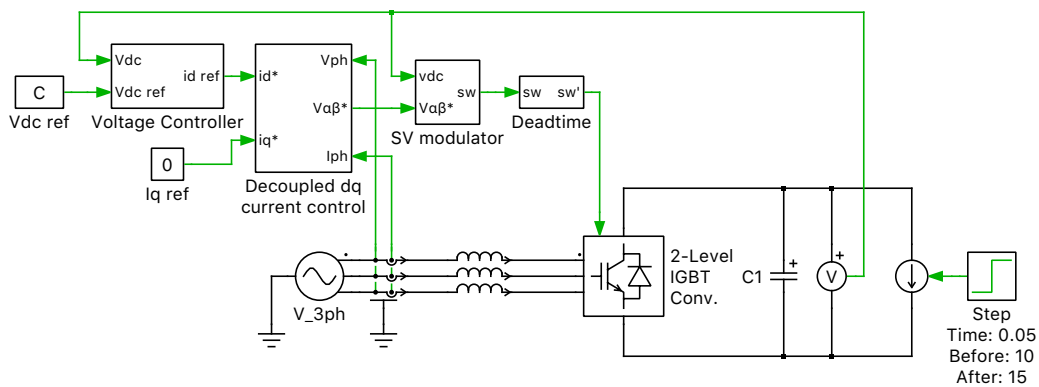 Vdc
Vdc ref
id ref
C
Vdc ref
Voltage Controller
0
Iq ref
id*
iq*
Vph
Vαβ*
Iph
Decoupled dq
current control
vdc
Vαβ*
sw
SV modulator
sw
sw'
Deadtime
V_3ph
2-Level
IGBT
Conv.
C1
+
+
V
Step
Time: 0.05
Before: 10
After: 15